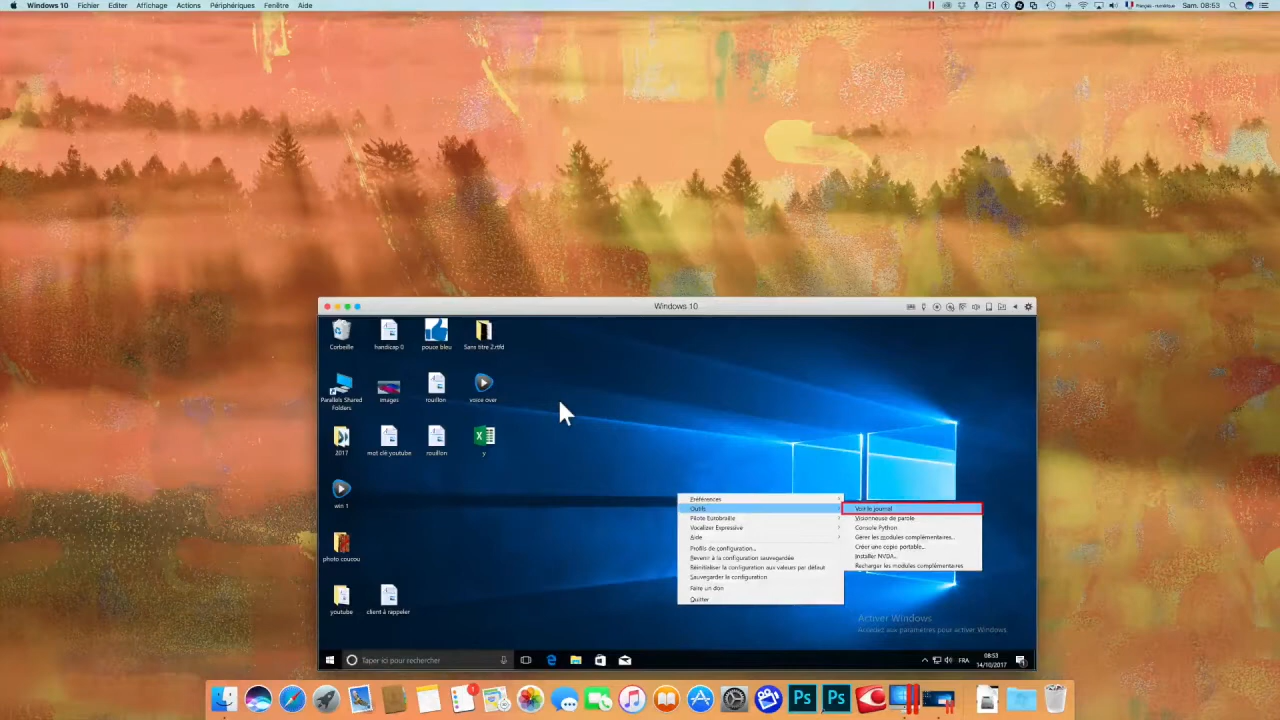 Windows 10 Fichier Editer Affichage Actions Périphériques Fenêtre Aide
Français - numérique Sam. 08:53
Windows 10
Corbeille handicap 0 pouce bleu Sans titre 2.rtfd
Parallels Shared Folders images rouillon voice over
2017 mot clé youtube rouillon y
win 1
photo coucou
youtube client à rappeler
Préférences
Outils
Pilote Eurobraille
Vocalizer Expressive
Aide
Profils de configuration...
Revenir à la configuration sauvegardée
Réinitialiser la configuration aux valeurs par défaut
Sauvegarder la configuration
Faire un don
Quitter
Voir le journal
Visionneuse de parole
Console Python
Gérer les modules complémentaires...
Créer une copie portable...
Installer NVDA...
Recharger les modules complémentaires
Activer Windows
Accédez aux paramètres pour activer Windows.
Taper ici pour rechercher
FRA
08:53
14/10/2017
Ps Ps